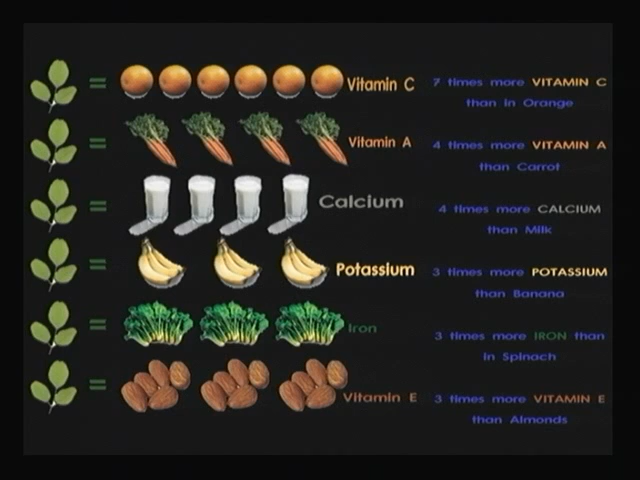 = Vitamin C 7 times more VITAMIN C
than in Orange
= Vitamin A 4 times more VITAMIN A
than Carrot
= Calcium 4 times more CALCIUM
than Milk
= Potassium 3 times more POTASSIUM
than Banana
= Iron 3 times more IRON than
in Spinach
= Vitamin E 3 times more VITAMIN E
than Almonds